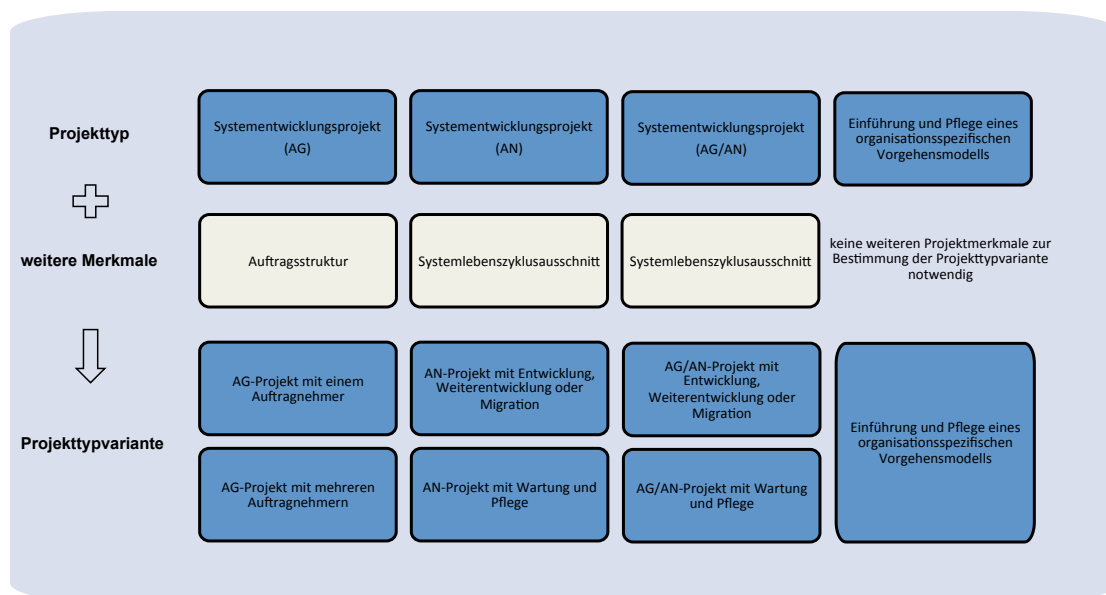 Projekttyp
Systementwicklungsprojekt
(AG)
Systementwicklungsprojekt
(AN)
Systementwicklungsprojekt
(AG/AN)
Einführung und Pflege eines
organisationsspezifischen
Vorgehensmodells
weitere Merkmale
Auftragsstruktur
Systemlebenszyklusausschnitt
Systemlebenszyklusausschnitt
keine weiteren Projektmerkmale zur
Bestimmung der Projekttypvariante
notwendig
Projekttypvariante
AG-Projekt mit einem
Auftragnehmer
AN-Projekt mit Entwicklung,
Weiterentwicklung oder
Migration
AG/AN-Projekt mit
Entwicklung,
Weiterentwicklung oder
Migration
Einführung und Pflege eines
organisationsspezifischen
Vorgehensmodells
AG-Projekt mit mehreren
Auftragnehmern
AN-Projekt mit Wartung und
Pflege
AG/AN-Projekt mit Wartung
und Pflege